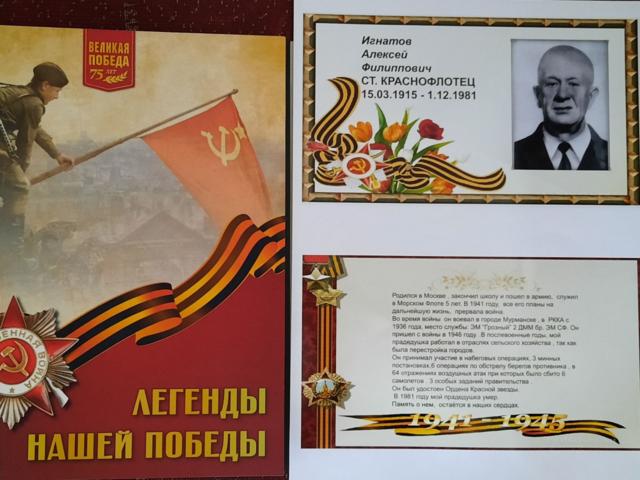 ВЕЛИКАЯ
ПОБЕДА
75 ЛЕТ
ЛЕГЕНДЫ
НАШЕЙ ПОБЕДЫ
Игнатов
Алексей
Филиппович
СТ. КРАСНОФЛОТЕЦ
15.03.1915 - 1.12.1981
Родился в Москве , закончил школу и пошел в армию, служил
в Морском Флоте 5 лет. В 1941 году, все его планы на
дальнейшую жизнь, прервала война.
Во время войны он воевал в городе Мурманске , в РККА с
1936 года, место службы: ЭМ "Грозный" 2 ДММ бр. ЭМ СФ. Он
пришел с войны в 1946 году . В послевоенные годы, мой
прадедушка работал в отраслях сельского хозяйства , так как
была перестройка городов.
Он принимал участие в набеговых операциях, 3 минных
постановках,6 операциях по обстрелу берегов противника , в
64 отражениях воздушных атак при которых было сбито 6
самолетов . 3 особых заданий правительства .
Он был удостоен Ордена Красной звезды.
В 1981 году мой прадедушка умер.
Память о нем, остаётся в наших сердцах.
1941 - 1945